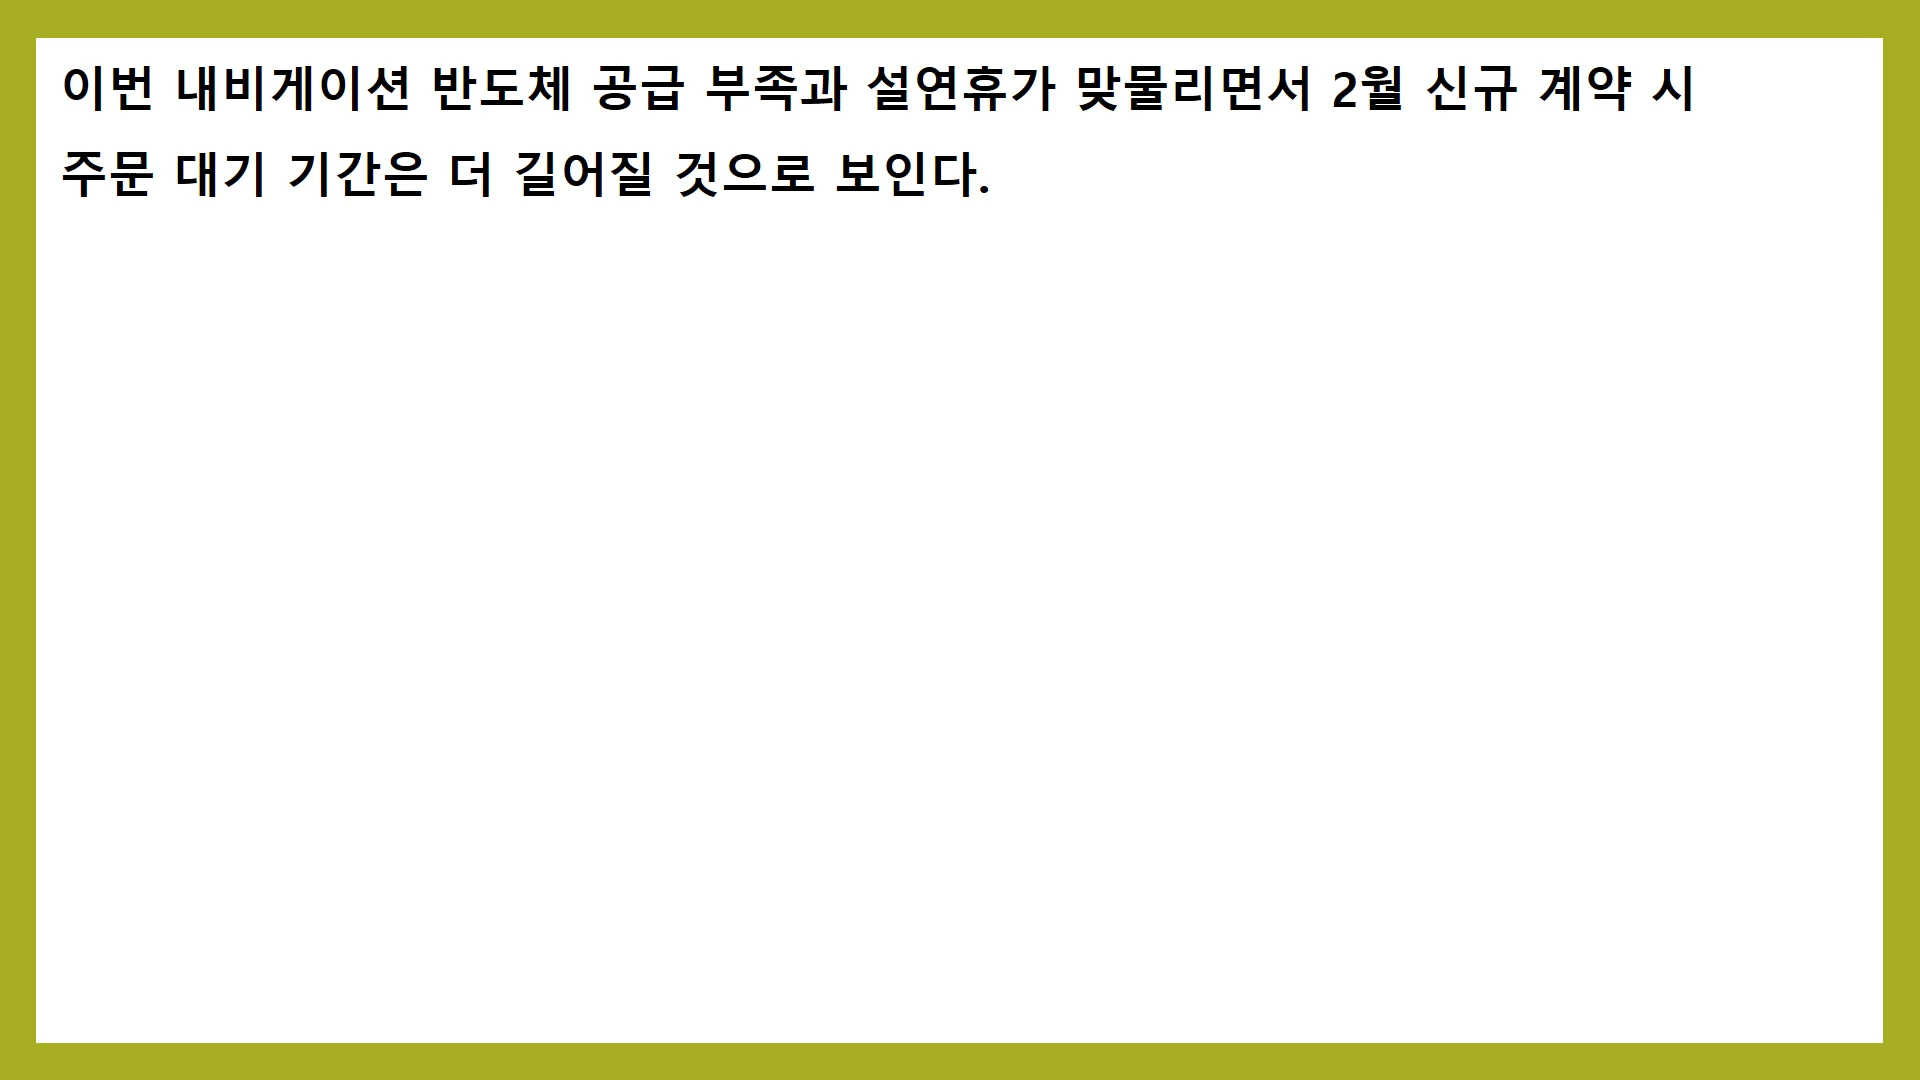 이번 내비게이션 반도체 공급 부족과 설연휴가 맞물리면서 2월 신규 계약 시
주문 대기 기간은 더 길어질 것으로 보인다.